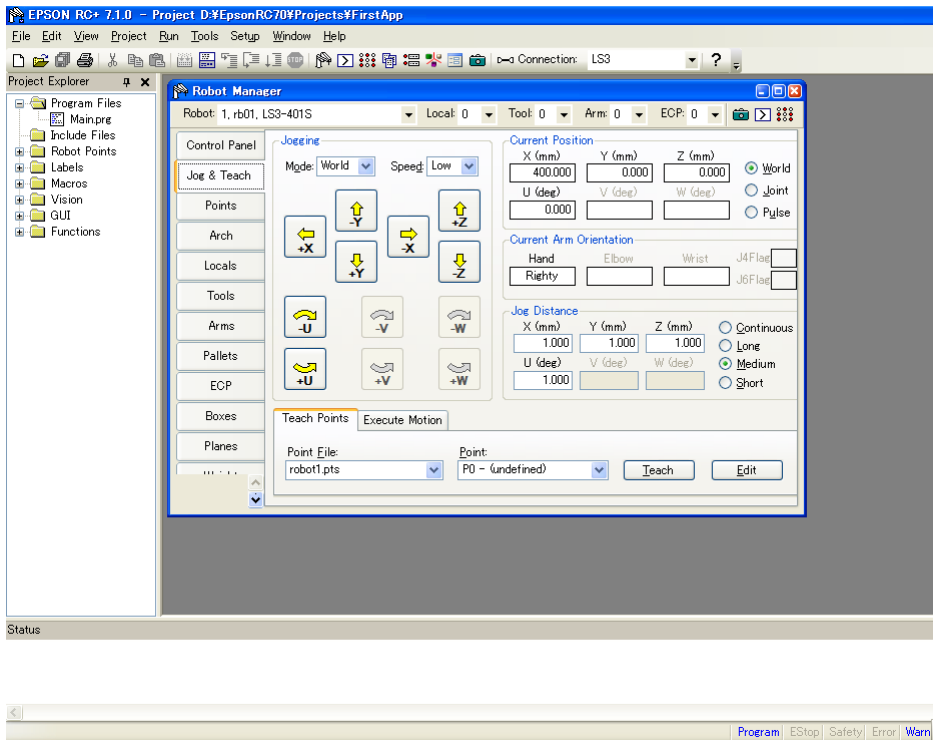 EPSON RC+ 7.1.0 - Project D:¥EpsonRC70¥Projects¥FirstApp
File Edit View Project Run Tools Setup Window Help
Connection: LS3 ?
Project Explorer
Program Files
Main.prg
Include Files
Robot Points
Labels
Macros
Vision
GUI
Functions
Robot Manager
Robot: 1, rb01, LS3-401S Local: 0 Tool: 0 Arm: 0 ECP: 0
Control Panel
Jog & Teach
Points
Arch
Locals
Tools
Arms
Pallets
ECP
Boxes
Planes
Jogging
Mode: World Speed: Low
-Y
+Z
+X
-X
+Y
-Z
-U -V -W
+U +V +W
Current Position
X (mm) Y (mm) Z (mm)
400.000 0.000 0.000
U (deg) V (deg) W (deg)
0.000
World
Joint
Pulse
Current Arm Orientation
Hand Elbow Wrist J4Flag
Righty J6Flag
Jog Distance
X (mm) Y (mm) Z (mm)
1.000 1.000 1.000
U (deg) V (deg) W (deg)
1.000
Continuous
Long
Medium
Short
Teach Points Execute Motion
Point File: Point:
robot1.pts P0 - (undefined) Teach Edit
Status
Program EStop Safety Error Warn